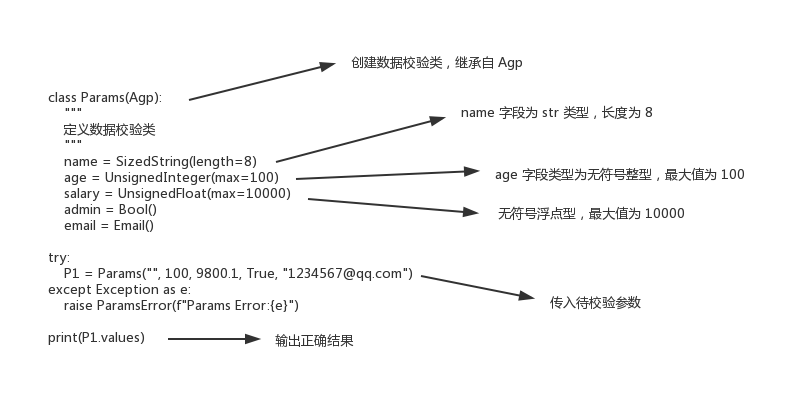 创建数据校验类，继承自 Agp
class Params(Agp):
"""
定义数据校验类
"""
name 字段为 str 类型，长度为 8
name = SizedString(length=8)
age = UnsignedInteger(max=100)
age 字段类型为无符号整型，最大值为 100
salary = UnsignedFloat(max=10000)
无符号浮点型，最大值为 10000
admin = Bool()
email = Email()
try:
P1 = Params("", 100, 9800.1, True, "1234567@qq.com")
except Exception as e:
传入待校验参数
raise ParamsError(f"Params Error:{e}")
print(P1.values)
输出正确结果